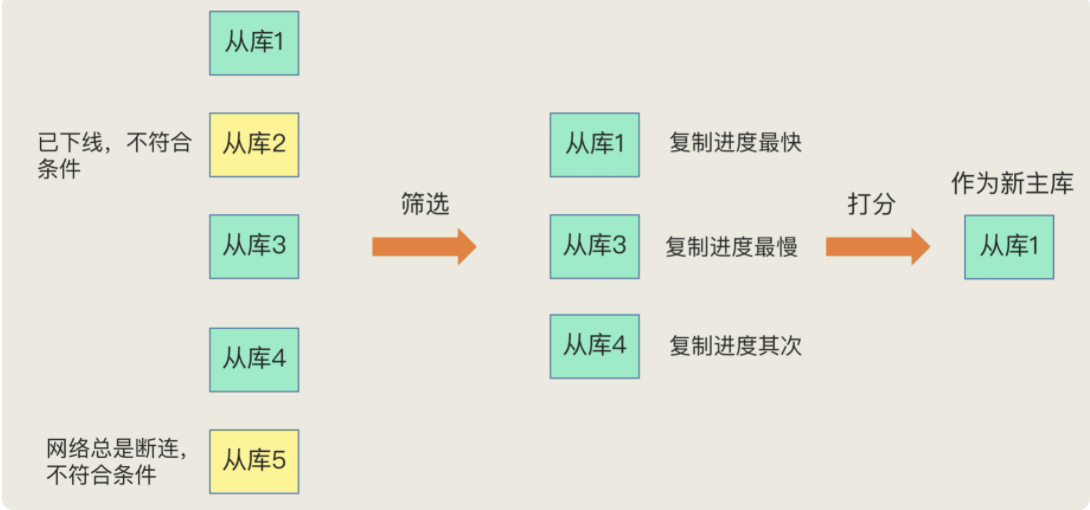 从库1
已下线，不符合
条件
从库2
从库3
从库4
网络总是断连，
不符合条件
从库5
筛选
从库1
复制进度最快
从库3
复制进度最慢
从库4
复制进度其次
打分
作为新主库
从库1